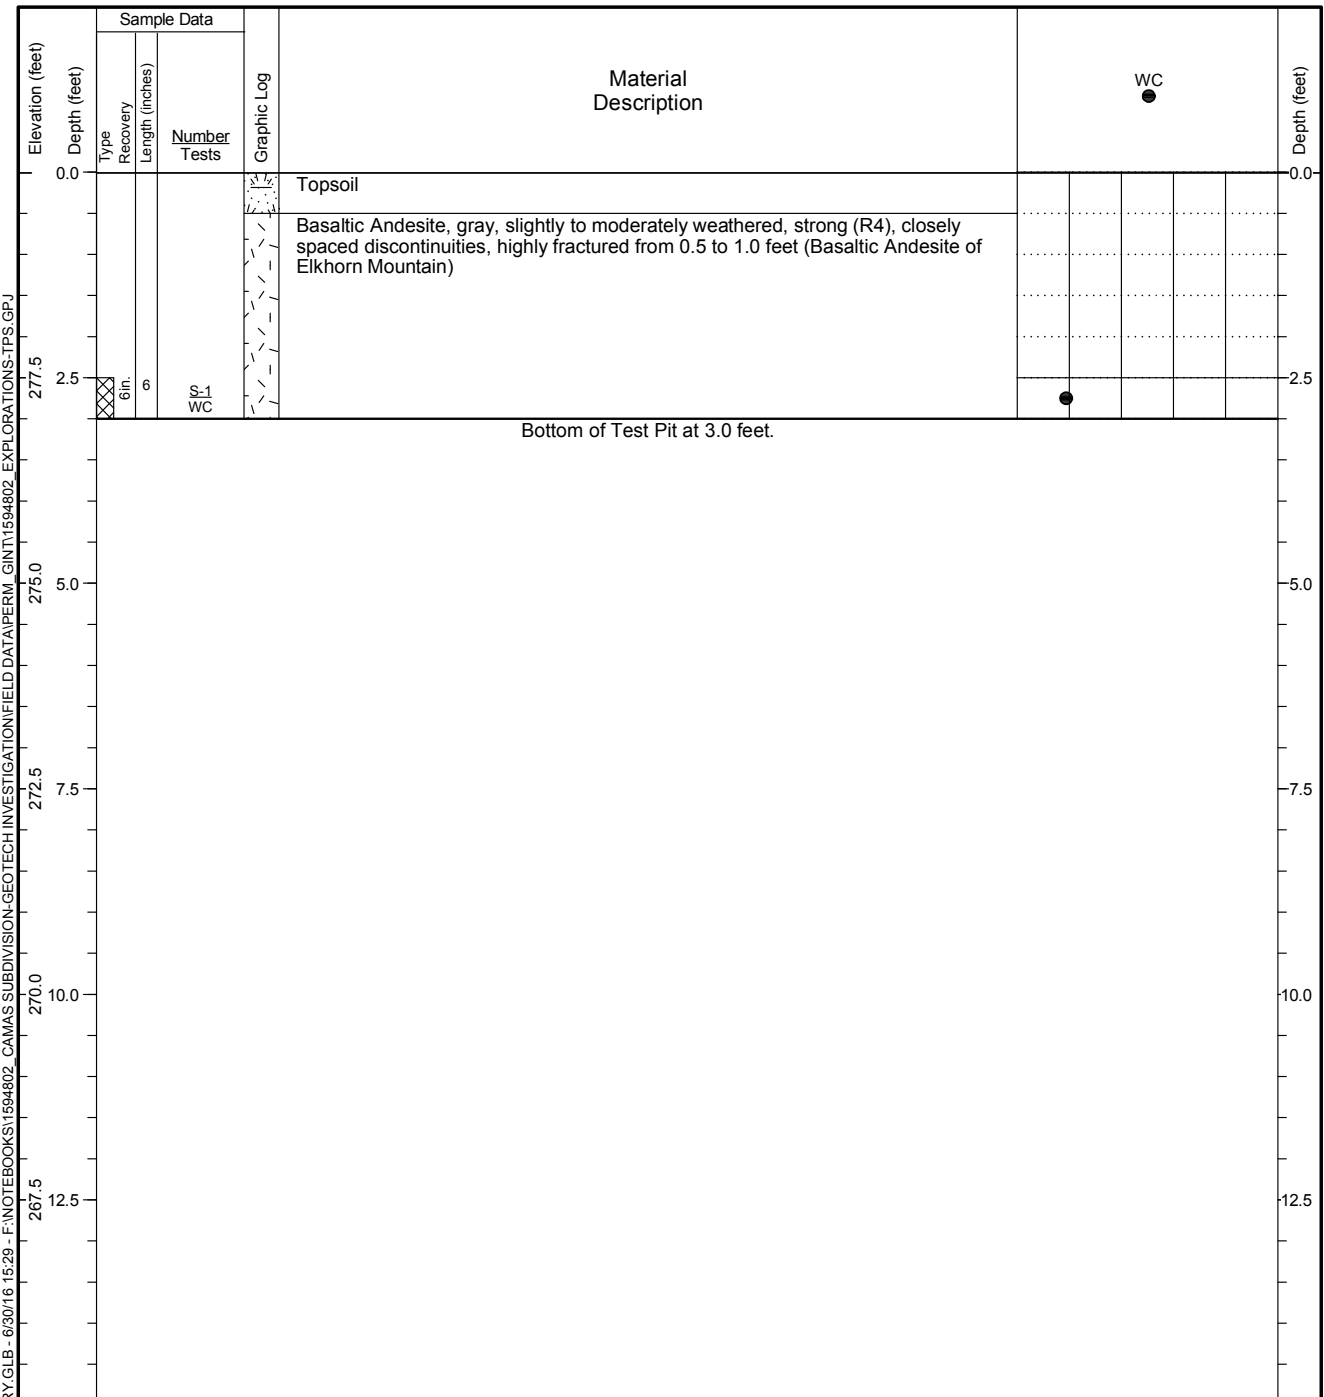 Sample Data
Elevation (feet)
Depth (feet)
Type
Recovery
Length (inches)
Number
Tests
Graphic Log
Material
Description
WC
Depth (feet)
0.0
Topsoil
0.0
Basaltic Andesite, gray, slightly to moderately weathered, strong (R4), closely
spaced discontinuities, highly fractured from 0.5 to 1.0 feet (Basaltic Andesite of
Elkhorn Mountain)
277.5
2.5
6in.
6
S-1
WC
2.5
Bottom of Test Pit at 3.0 feet.
275.0
5.0
5.0
272.5
7.5
7.5
270.0
10.0
10.0
267.5
12.5
12.5
RY.GLB - 6/30/16 15:29 - F:\NOTEBOOKS\1594802_CAMAS SUBDIVISION-GEOTECH INVESTIGATION\FIELD DATA\PERM_GINT\1594802_EXPLORATIONS-TPS.GPJ